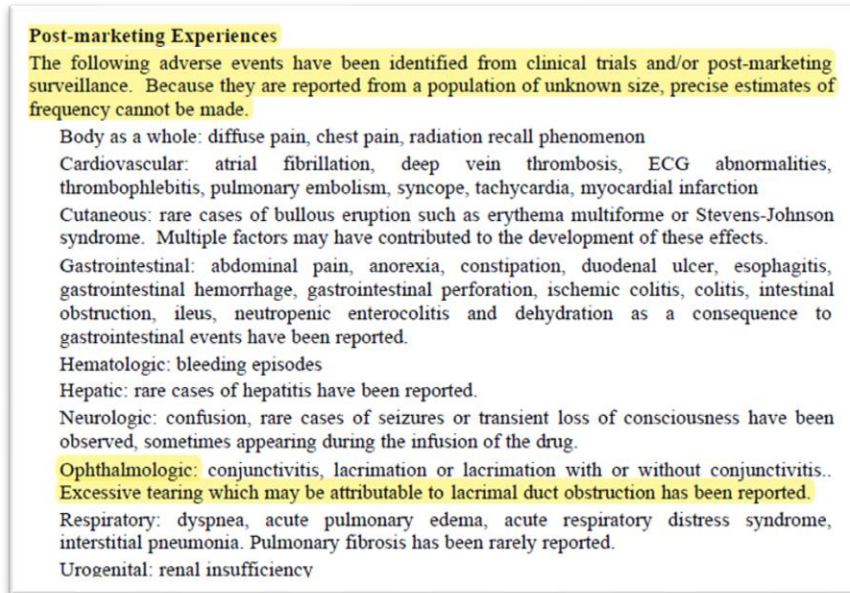 Post-marketing Experiences
The following adverse events have been identified from clinical trials and/or post-marketing
surveillance. Because they are reported from a population of unknown size, precise estimates of
frequency cannot be made.
Body as a whole: diffuse pain, chest pain, radiation recall phenomenon
Cardiovascular: atrial fibrillation, deep vein thrombosis, ECG abnormalities,
thrombophlebitis, pulmonary embolism, syncope, tachycardia, myocardial infarction
Cutaneous: rare cases of bullous eruption such as erythema multiforme or Stevens-Johnson
syndrome. Multiple factors may have contributed to the development of these effects.
Gastrointestinal: abdominal pain, anorexia, constipation, duodenal ulcer, esophagitis,
gastrointestinal hemorrhage, gastrointestinal perforation, ischemic colitis, colitis, intestinal
obstruction, ileus, neutropenic enterocolitis and dehydration as a consequence to
gastrointestinal events have been reported.
Hematologic: bleeding episodes
Hepatic: rare cases of hepatitis have been reported.
Neurologic: confusion, rare cases of seizures or transient loss of consciousness have been
observed, sometimes appearing during the infusion of the drug.
Ophthalmologic: conjunctivitis, lacrimation or lacrimation with or without conjunctivitis..
Excessive tearing which may be attributable to lacrimal duct obstruction has been reported.
Respiratory: dyspnea, acute pulmonary edema, acute respiratory distress syndrome,
interstitial pneumonia. Pulmonary fibrosis has been rarely reported.
Urogenital: renal insufficiency